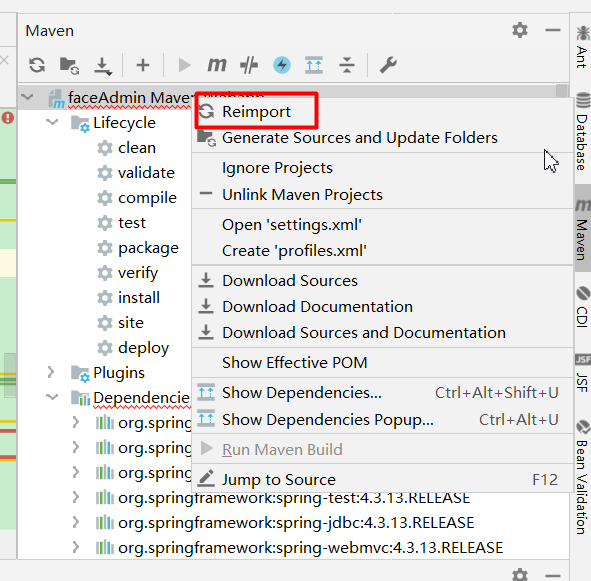 Maven
faceAdmin Maven Webapp
Reimport
Lifecycle
Generate Sources and Update Folders
clean
validate
Ignore Projects
compile
Unlink Maven Projects
test
Open 'settings.xml'
package
Create 'profiles.xml'
verify
Download Sources
install
Download Documentation
site
Download Sources and Documentation
deploy
Show Effective POM
Plugins
Show Dependencies... Ctrl+Alt+Shift+U
Dependencies
Show Dependencies Popup... Ctrl+Alt+U
org.spring
Run Maven Build
org.spring
Jump to Source F12
org.spring
org.springframework:spring-test:4.3.13.RELEASE
org.springframework:spring-jdbc:4.3.13.RELEASE
org.springframework:spring-webmvc:4.3.13.RELEASE
Ant
Database
m
Maven
CDI
JSF
JSF
Bean Validation